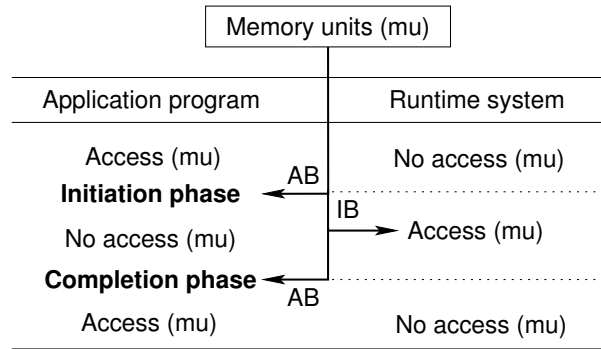 Memory units (mu)
Application program
Runtime system
Access (mu)
No access (mu)
AB
Initiation phase
IB
No access (mu)
Access (mu)
Completion phase
AB
Access (mu)
No access (mu)